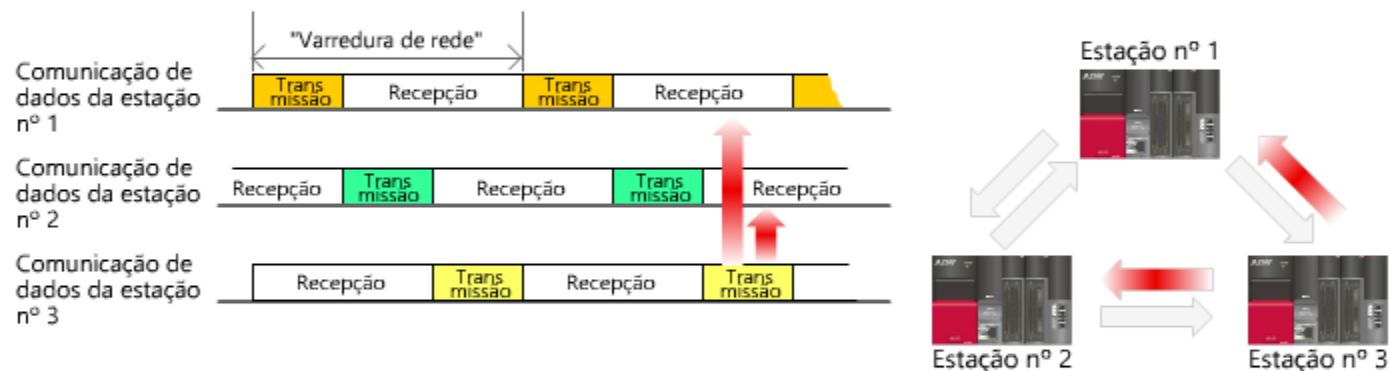 "Varredura de rede"
Comunicação de
dados da estação
nº 1
Trans
missão
Recepção
Trans
missão
Recepção
Comunicação de
dados da estação
nº 2
Recepção
Trans
missão
Recepção
Trans
missão
Recepção
Comunicação de
dados da estação
nº 3
Recepção
Trans
missão
Recepção
Trans
missão
Estação nº 1
Estação nº 2
Estação nº 3